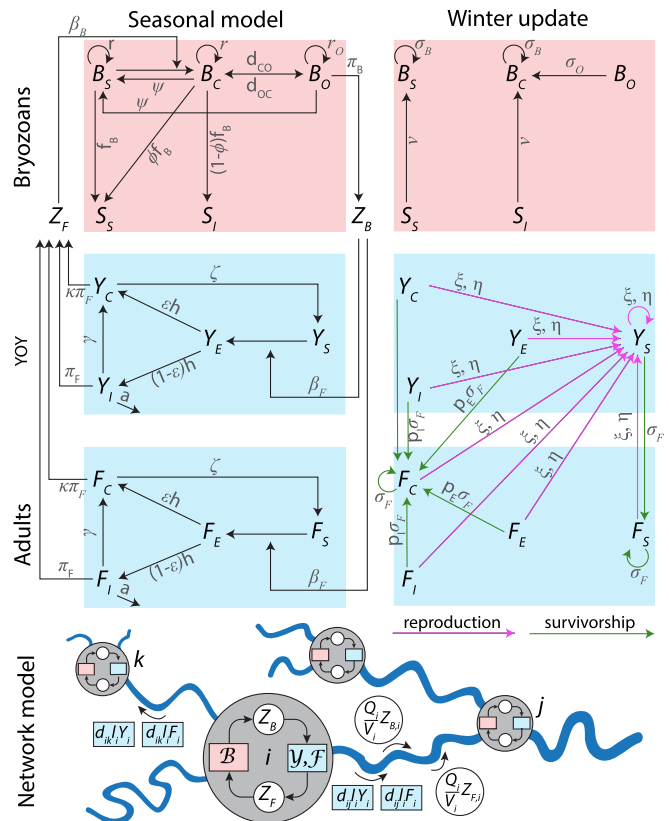 Seasonal model
Winter update
Bryozoans
β_B
r
r
r_O
B_S
ψ
B_C
d_CO
d_OC
B_O
π_B
ψ
f_B
ϕf_B
(1-ϕ)f_B
Z_F
S_S
S_I
Z_B
σ_B
σ_B
B_S
B_C
σ_O
B_O
ν
ν
S_S
S_I
YOY
κπ_F
Y_C
ζ
εh
γ
Y_E
Y_S
(1-ε)h
π_F
Y_I
a
β_F
Y_C
ξ, η
ξ, η
Y_E
ξ, η
Y_S
ξ, η
Y_I
p_Iσ_F
p_Eσ_F
ξ, η
ξ, η
ξ, η
ξ, η
σ_F
Adults
κπ_F
F_C
ζ
εh
γ
F_E
F_S
(1-ε)h
π_F
F_I
a
β_F
F_C
σ_F
p_Eσ_F
p_Iσ_F
F_E
F_S
σ_F
F_I
reproduction
survivorship
Network model
k
d_ik I_i Y_i
d_ik I_i F_i
Z_B
B
i
Y,F
Z_F
Q_i/V_i Z_B,i
d_ij I_i Y_i
d_ij I_i F_i
Q_i/V_i Z_F,i
j